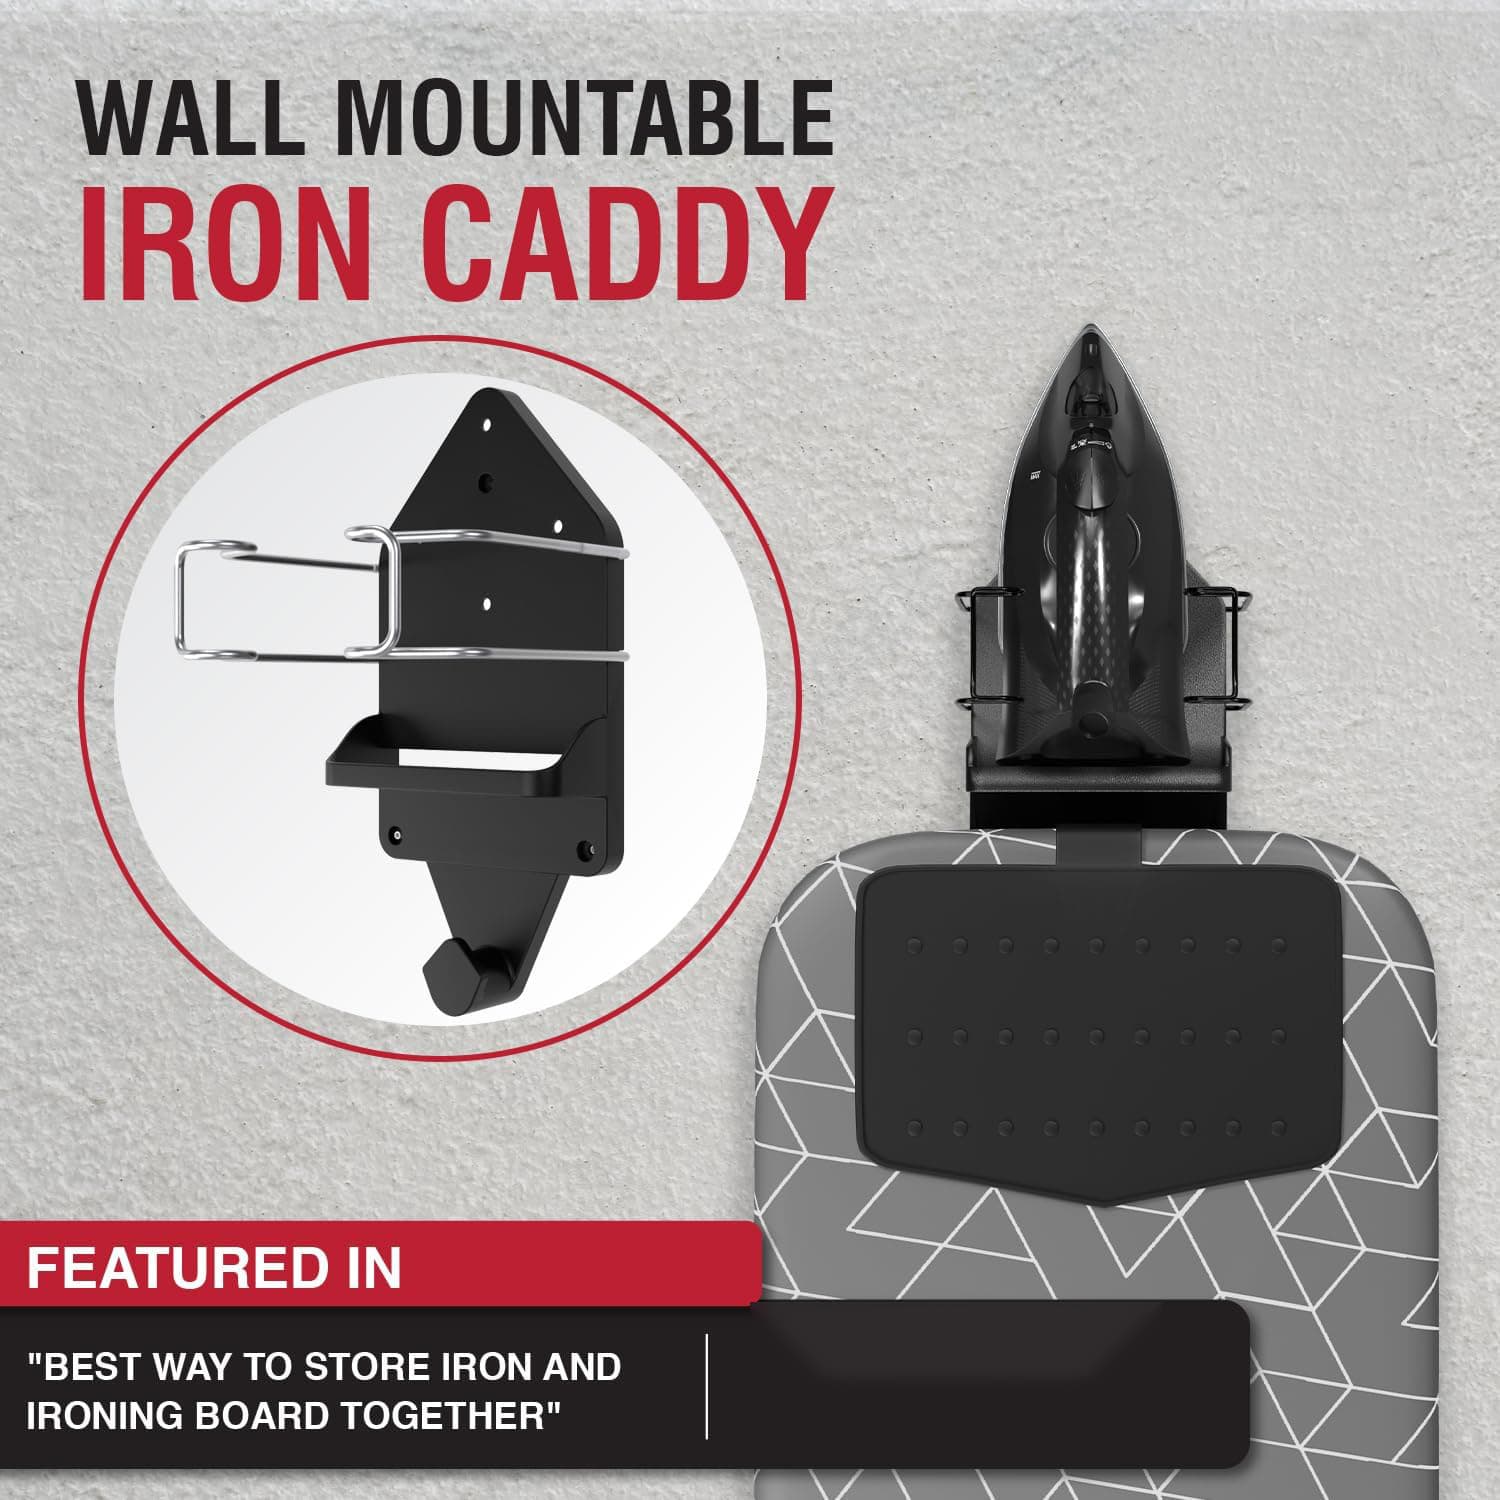 WALL MOUNTABLE
IRON CADDY
FEATURED IN
"BEST WAY TO STORE IRON AND
IRONING BOARD TOGETHER"